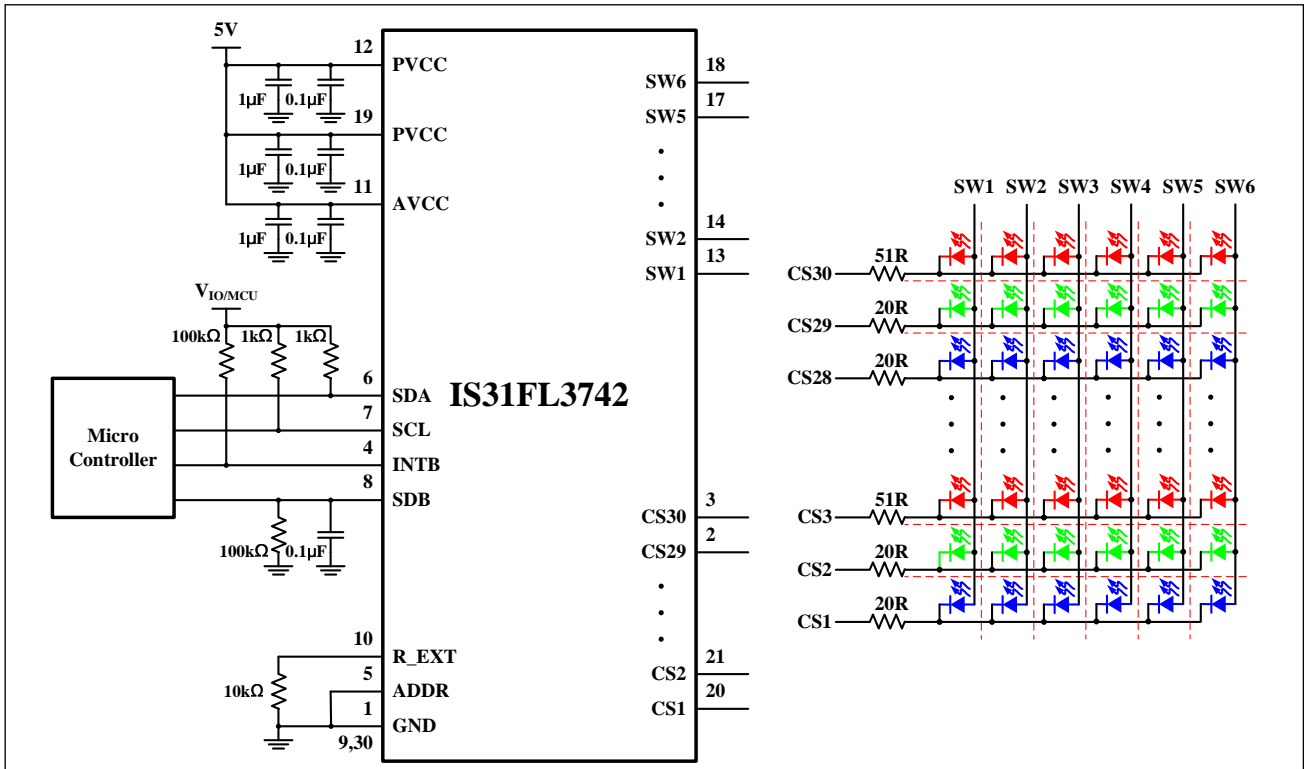 5V
12
PVCC
1µF
0.1µF
19
PVCC
1µF
0.1µF
11
AVCC
1µF
0.1µF
VIO/MCU
100kΩ
1kΩ
1kΩ
Micro
Controller
6
SDA
7
SCL
4
INTB
8
SDB
100kΩ
0.1µF
10
R_EXT
10kΩ
5
ADDR
1
GND
9,30
IS31FL3742
18
SW6
17
SW5
14
SW2
13
SW1
3
CS30
2
CS29
21
CS2
20
CS1
SW1 SW2 SW3 SW4 SW5 SW6
CS30 51R
CS29 20R
CS28 20R
CS3 51R
CS2 20R
CS1 20R